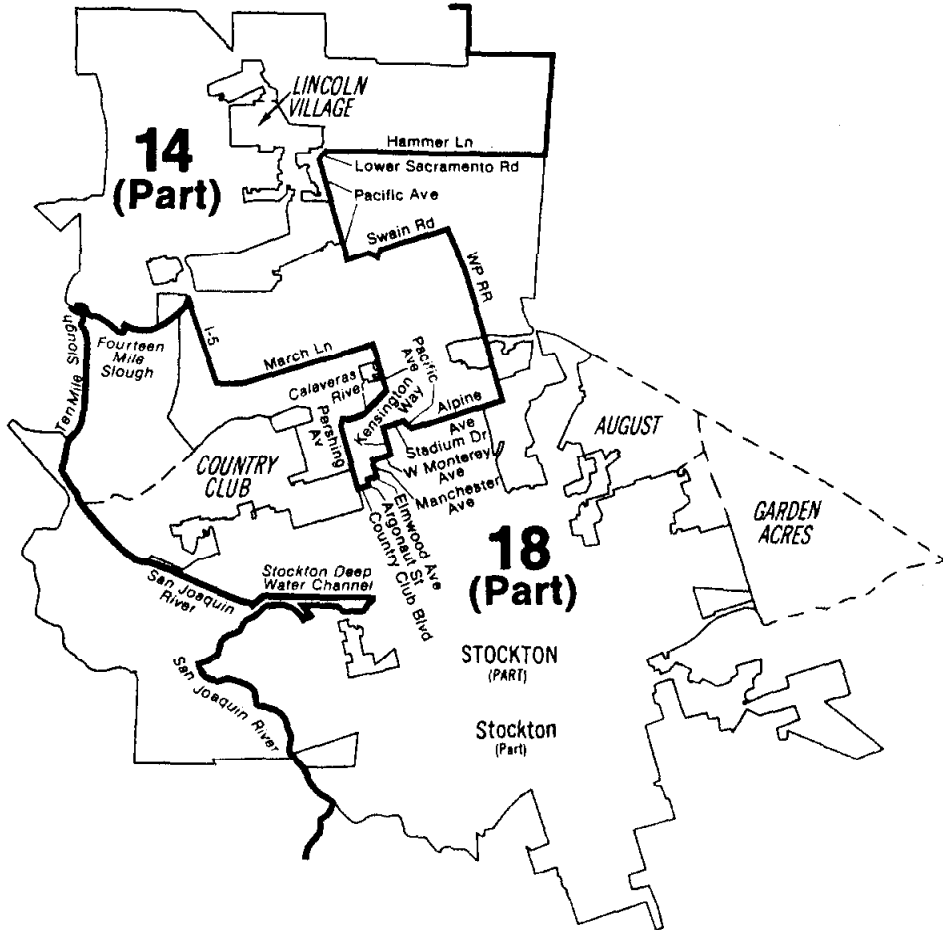 LINCOLN
VILLAGE
14
(Part)
Hammer Ln
Lower Sacramento Rd
Pacific Ave
Swain Rd
WP RR
I-5
Ten Mile Slough
Fourteen
Mile
Slough
March Ln
Pacific
Ave
Calaveras
River
Kensington
Way
Pershing
Av
Alpine
Ave
Stadium Dr
W Monterey
Ave
Manchester
Ave
Elmwood Ave
Argonaut St
Country Club Blvd
COUNTRY
CLUB
AUGUST
GARDEN
ACRES
18
(Part)
San Joaquin
River
Stockton Deep
Water Channel
San Joaquin River
STOCKTON
(PART)
Stockton
(Part)